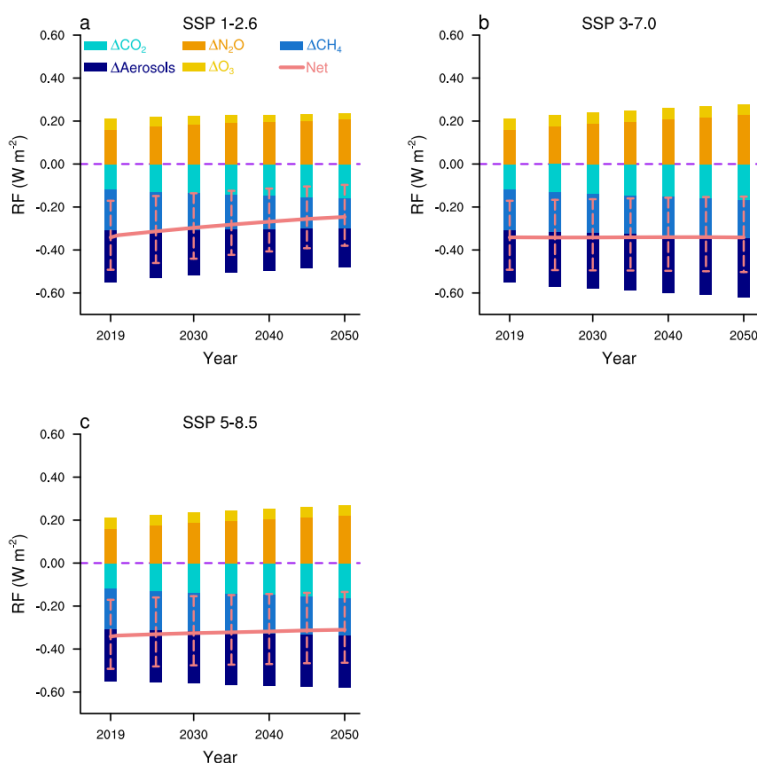 a SSP 1-2.6
0.60
0.40
0.20
0.00
-0.20
-0.40
-0.60
RF (W m⁻²)
ΔCO₂ ΔN₂O ΔCH₄
ΔAerosols ΔO₃ Net
2019 2030 2040 2050
Year
b SSP 3-7.0
0.60
0.40
0.20
0.00
-0.20
-0.40
-0.60
RF (W m⁻²)
2019 2030 2040 2050
Year
c SSP 5-8.5
0.60
0.40
0.20
0.00
-0.20
-0.40
-0.60
RF (W m⁻²)
2019 2030 2040 2050
Year